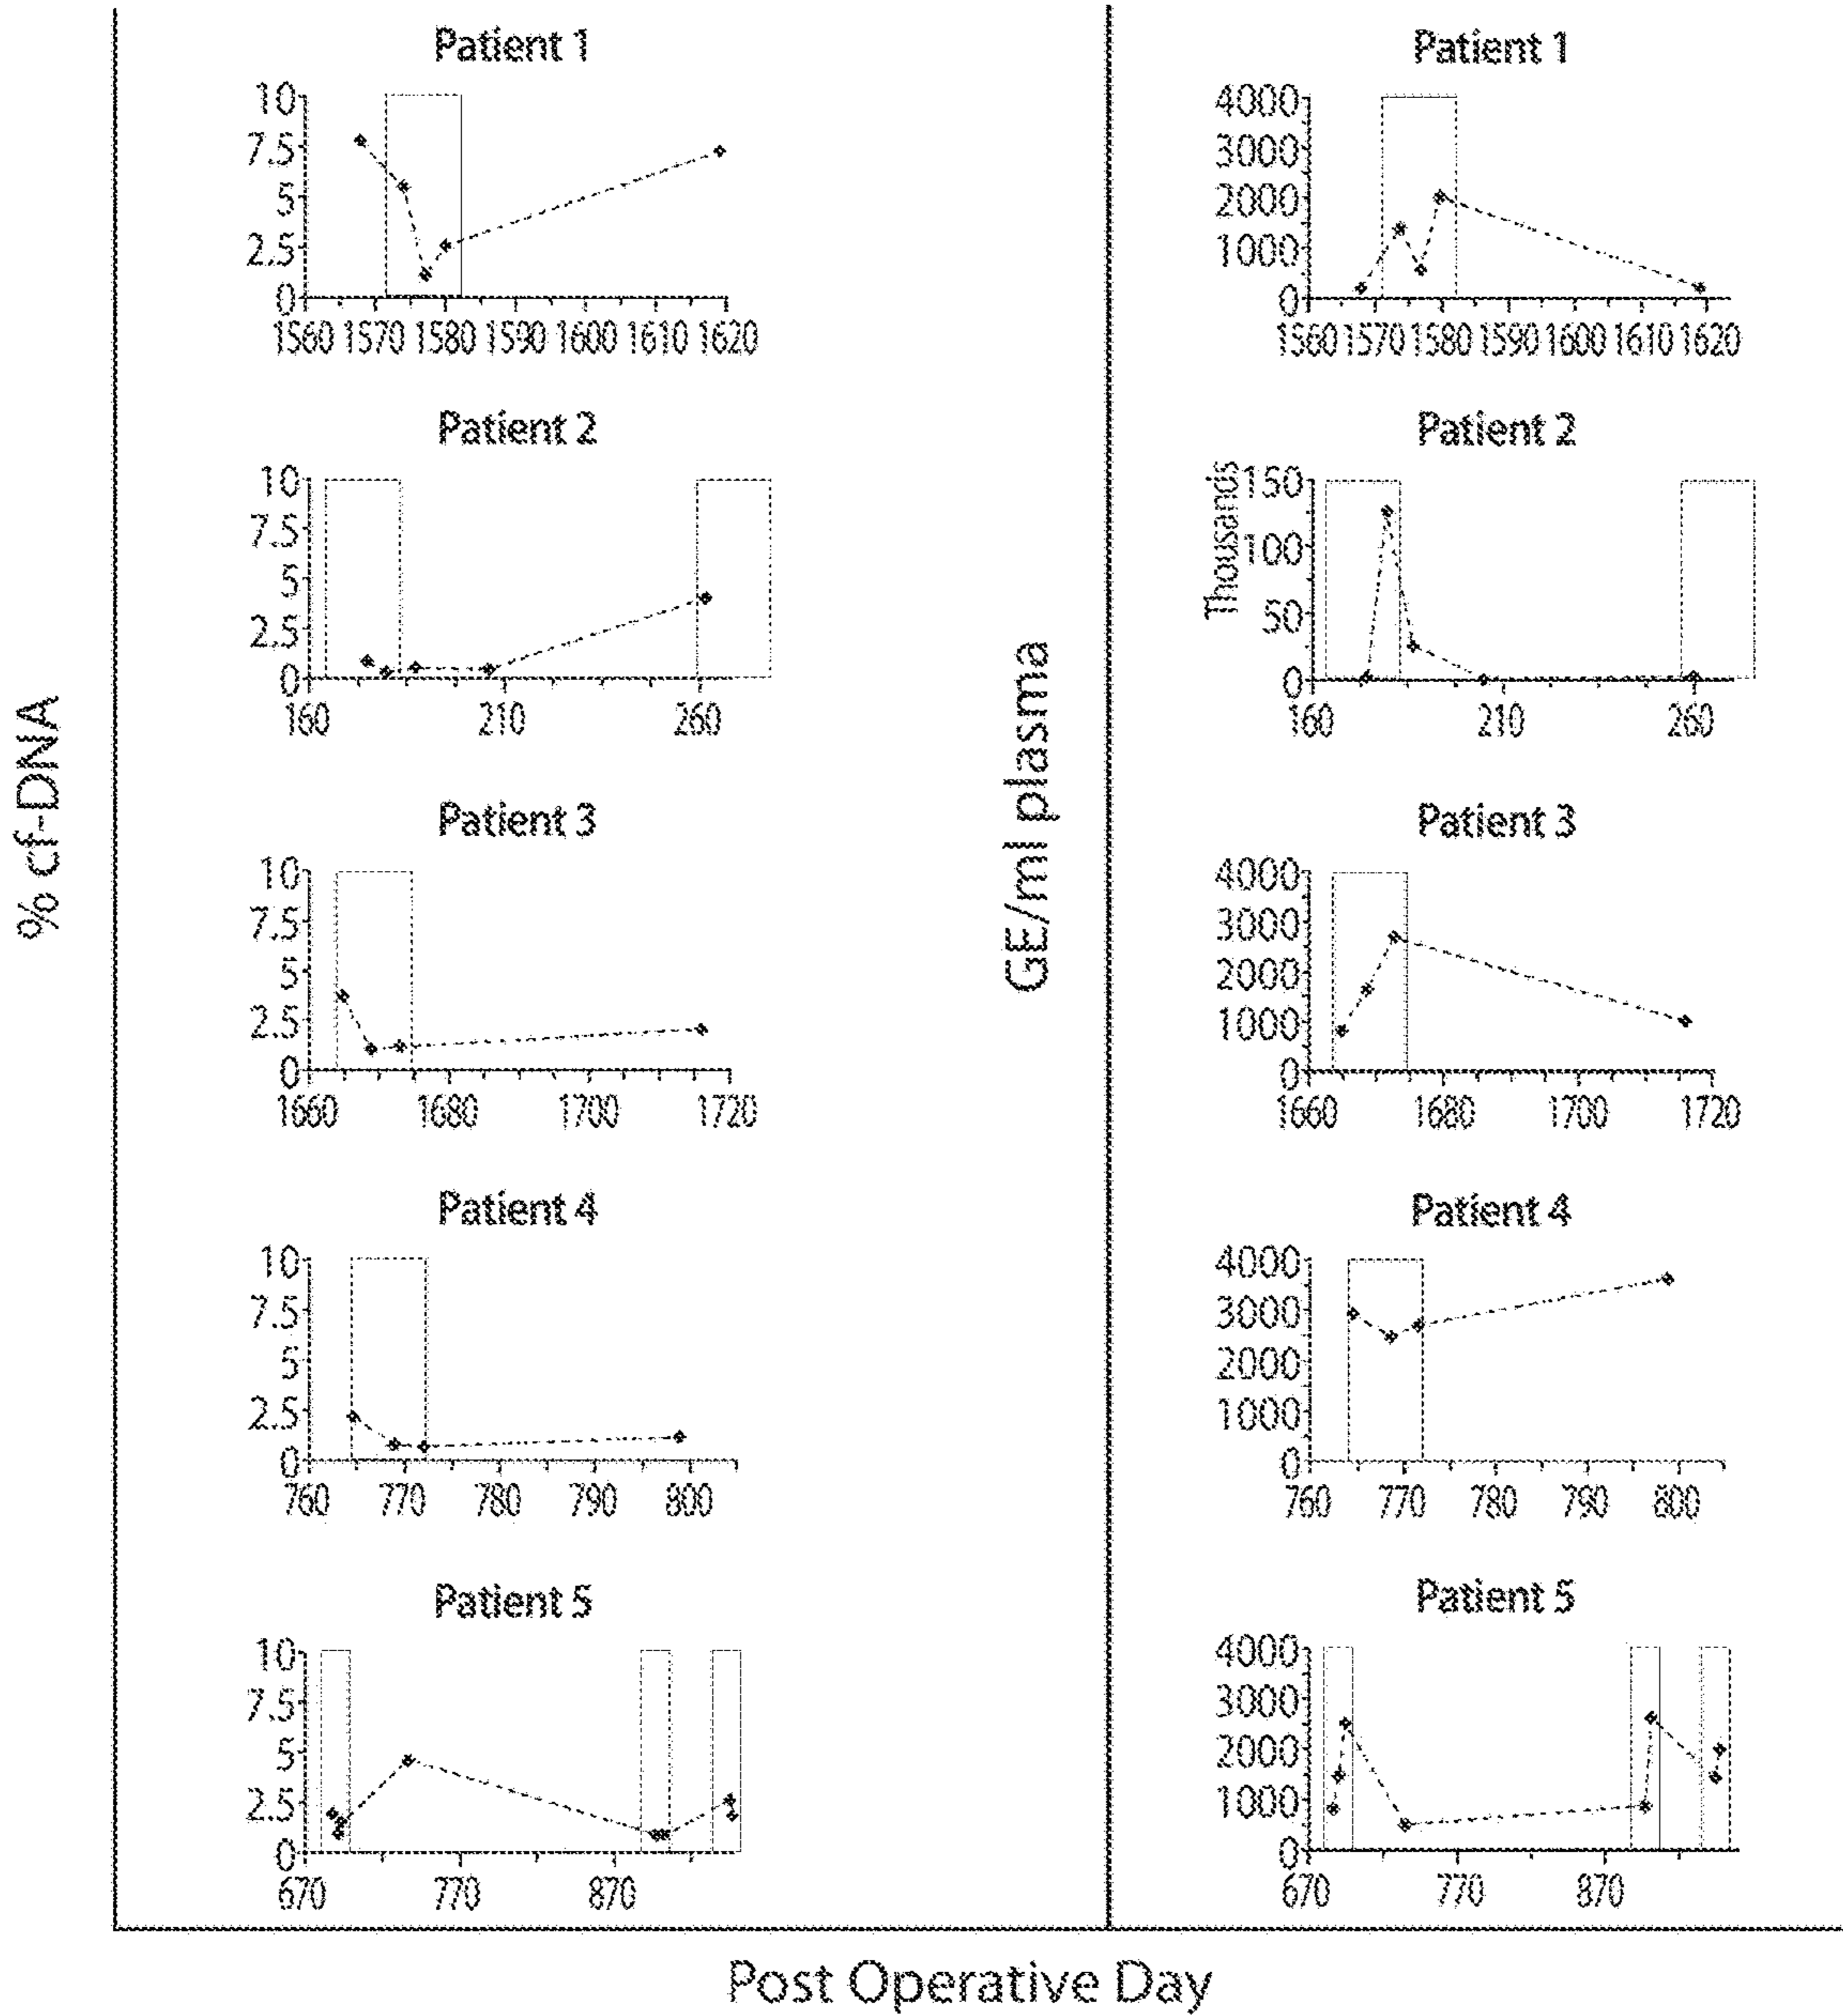 % cf-DNA
Patient 1
10
7.5
5
2.5
0
1560 1570 1580 1590 1600 1610 1620
Patient 2
10
7.5
5
2.5
0
160 210 260
Patient 3
10
7.5
5
2.5
0
1660 1680 1700 1720
Patient 4
10
7.5
5
2.5
0
760 770 780 790 800
Patient 5
10
7.5
5
2.5
0
670 770 870
GE/ml plasma
Patient 1
4000
3000
2000
1000
0
1560 1570 1580 1590 1600 1610 1620
Patient 2
Thousands
150
100
50
0
160 210 260
Patient 3
4000
3000
2000
1000
0
1660 1680 1700 1720
Patient 4
4000
3000
2000
1000
0
760 770 780 790 800
Patient 5
4000
3000
2000
1000
0
670 770 870
Post Operative Day